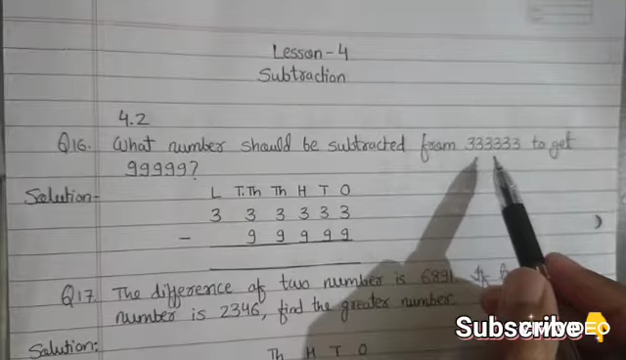 Lesson-4
Subtraction
4.2
Q16. What number should be subtracted from 333333 to get
99999?
Solution- L T.Th Th H T O
3 3 3 3 3 3
- 9 9 9 9 9
Q17. The difference of two number is 6891. If
number is 2346, find the greater number.
Solution: Th H T O
Subscribe